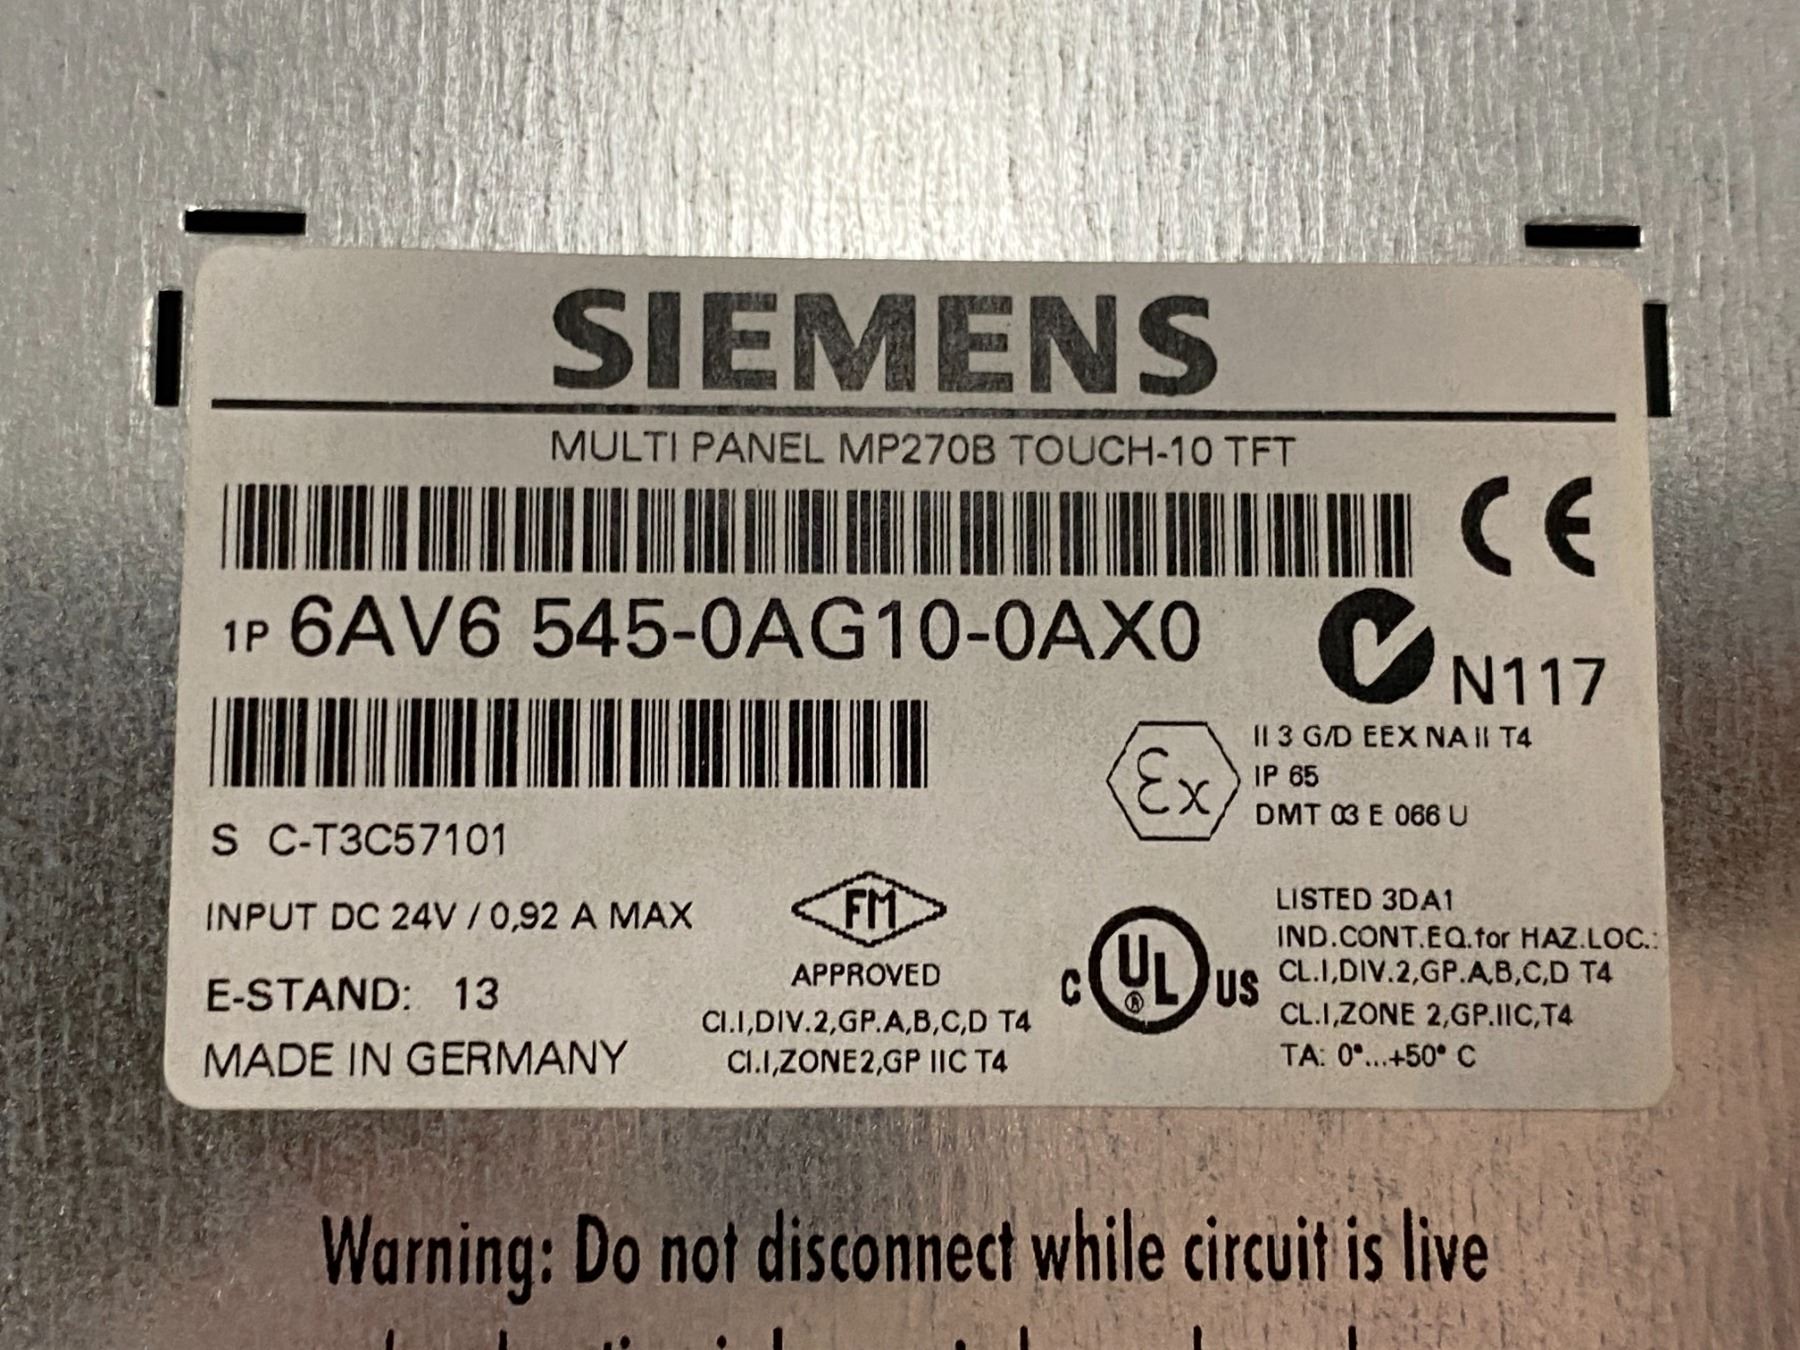 SIEMENS
MULTI PANEL MP270B TOUCH-10 TFT
CE
1P 6AV6 545-0AG10-0AX0
N117
Ex
II 3 G/D EEX NA II T4
IP 65
DMT 03 E 066 U
S C-T3C57101
INPUT DC 24V / 0,92 A MAX
E-STAND: 13
MADE IN GERMANY
FM
APPROVED
Cl.I,DIV.2,GP.A,B,C,D T4
Cl.I,ZONE2,GP IIC T4
C UL® US
LISTED 3DA1
IND.CONT.EQ.for HAZ.LOC.:
CL.I,DIV.2,GP.A,B,C,D T4
CL.I,ZONE 2,GP.IIC,T4
TA: 0°...+50° C
Warning: Do not disconnect while circuit is live